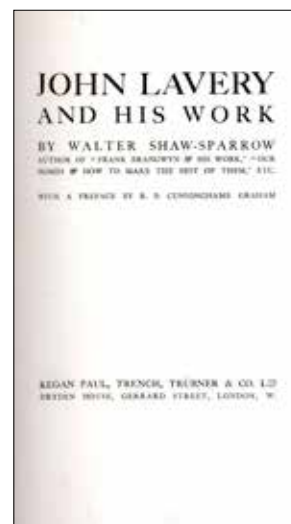 JOHN LAVERY
AND HIS WORK
BY WALTER SHAW-SPARROW
AUTHOR OF "FRANK BRANGWYN & HIS WORK," "OUR
HOMES & HOW TO MAKE THE BEST OF THEM," ETC.
WITH A PREFACE BY R. B. CUNNINGHAME GRAHAM
KEGAN PAUL, TRENCH, TRÜBNER & CO. LTD
DRYDEN HOUSE, GERRARD STREET, LONDON, W.